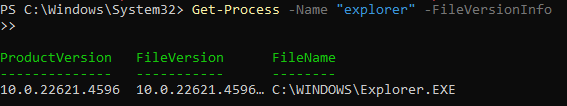 PS C:\Windows\System32> Get-Process -Name "explorer" -FileVersionInfo
>>
ProductVersion   FileVersion      FileName
--------------   -----------      --------
10.0.22621.4596  10.0.22621.4596… C:\WINDOWS\Explorer.EXE